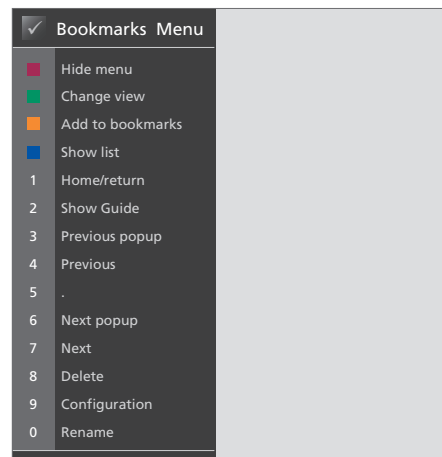 Bookmarks Menu
Hide menu
Change view
Add to bookmarks
Show list
1 Home/return
2 Show Guide
3 Previous popup
4 Previous
5 .
6 Next popup
7 Next
8 Delete
9 Configuration
0 Rename